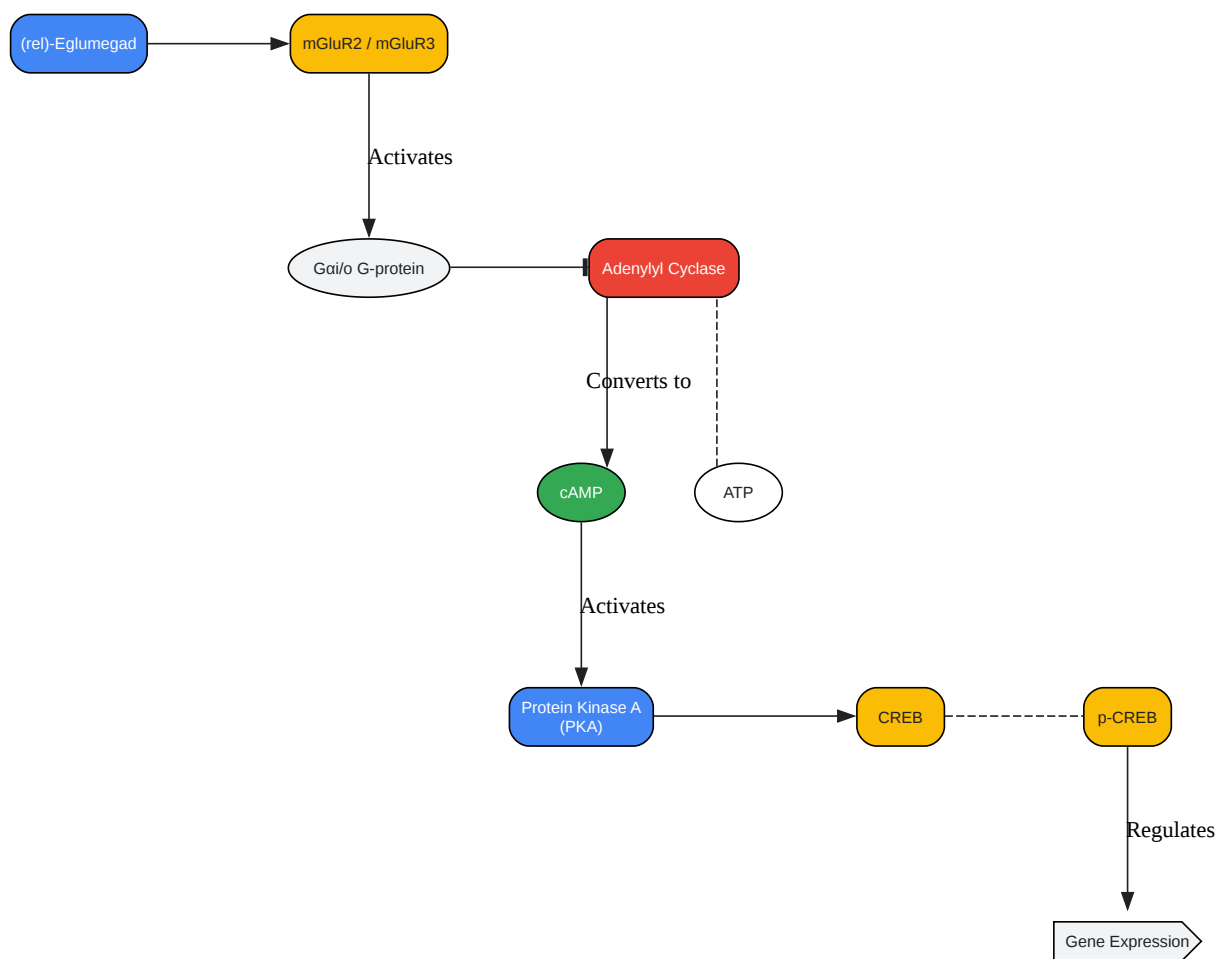 (rel)-Eglumegad
mGluR2 / mGluR3
Activates
Gαi/o G-protein
Adenylyl Cyclase
Converts to
cAMP
ATP
Activates
Protein Kinase A
(PKA)
CREB
p-CREB
Regulates
Gene Expression